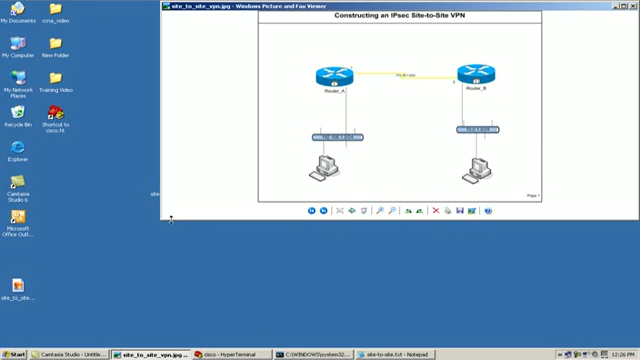 site_to_site_vpn.jpg - Windows Picture and Fax Viewer
Constructing an IPsec Site-to-Site VPN
Router_A
Router_B
Page 1
My Documents
ccna_video
My Computer
New Folder
My Network
Places
Training Video
Recycle Bin
Shortcut to
cisco.ht
Explorer
Camtasia
Studio 6
site
Microsoft
Office Outl...
site_to_site...
Start
Camtasia Studio - Untitle...
site_to_site_vpn.jpg ...
cisco - HyperTerminal
C:\WINDOWS\system32...
site-to-site.txt - Notepad
12:26 PM